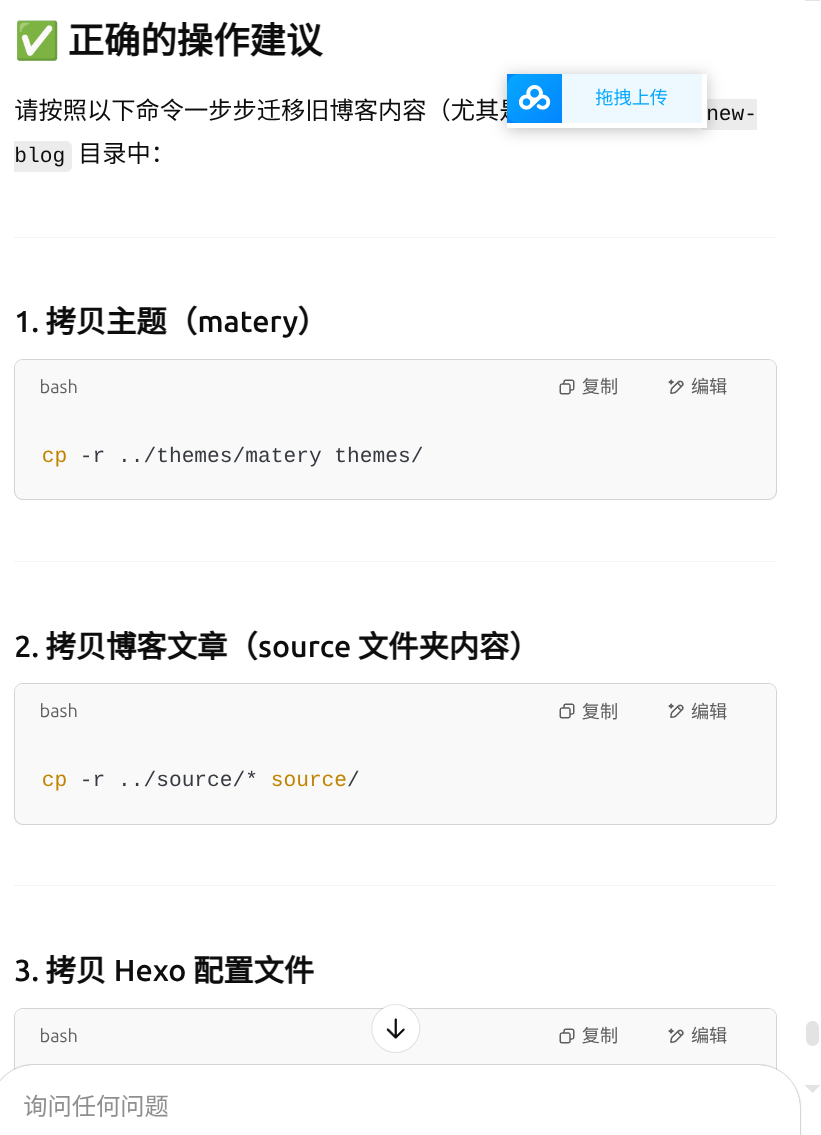 ✅ 正确的操作建议
请按照以下命令一步步迁移旧博客内容（尤其
拖拽上传
new-
blog 目录中：
1. 拷贝主题（matery）
bash
复制
编辑
cp -r ../themes/matery themes/
2. 拷贝博客文章（source 文件夹内容）
bash
复制
编辑
cp -r ../source/* source/
3. 拷贝 Hexo 配置文件
bash
复制
编辑
询问任何问题